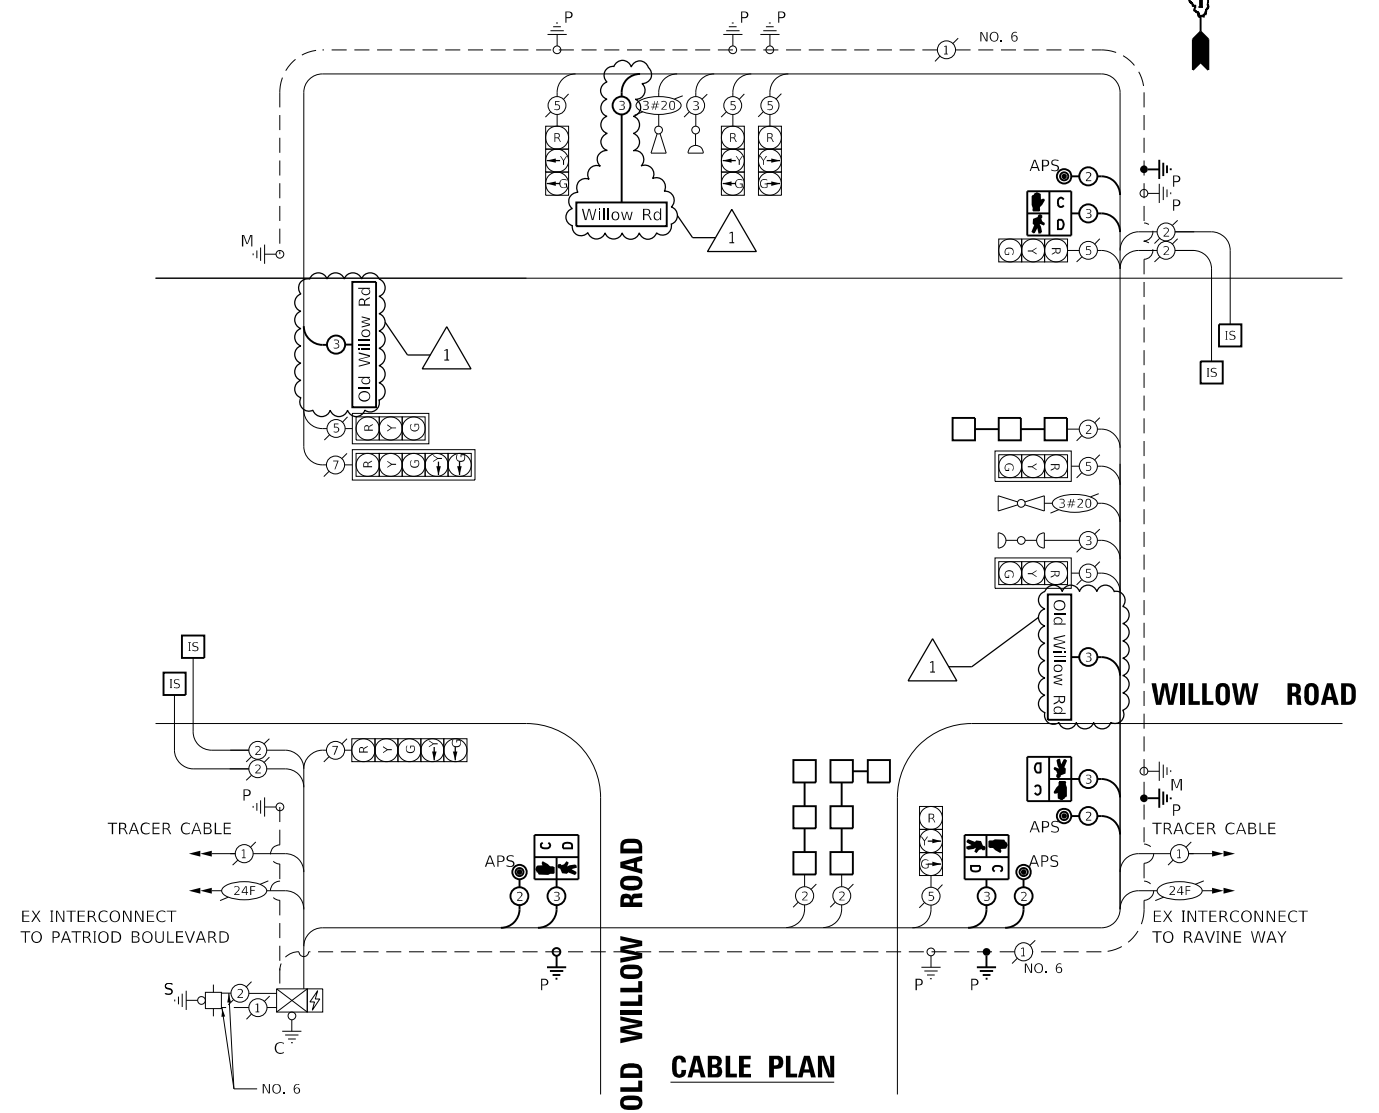 P P P
1 NO. 6
5 3 3#20 3 5 5
R R R
Y Y Y
G G G
Willow Rd
1
APS 2
P
P
C
D
3
G Y R 5
2
2
M
IS
IS
3
Old Willow Rd
1
5 R Y G
7 R Y G Y G
2
G Y R 5
3#20
3
G Y R 5
Old Willow Rd
3
1
WILLOW ROAD
IS
IS
2
2
7 R Y G Y G
P
D
C
3
M
P
APS 2
TRACER CABLE
1
24F
EX INTERCONNECT
TO PATRIOD BOULEVARD
APS
2
C D
3
OLD WILLOW ROAD
2 2
R
Y
G
5
D C
3
APS
2
TRACER CABLE
1
24F
EX INTERCONNECT
TO RAVINE WAY
P P P
1
NO. 6
S
2
1
C
NO. 6
CABLE PLAN